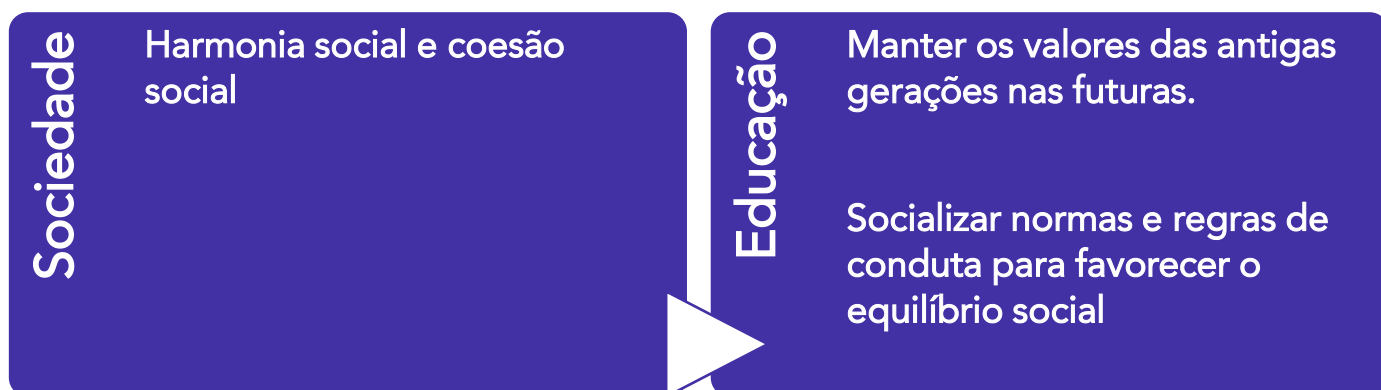 Sociedade
Harmonia social e coesão
social
Educação
Manter os valores das antigas
gerações nas futuras.
Socializar normas e regras de
conduta para favorecer o
equilíbrio social